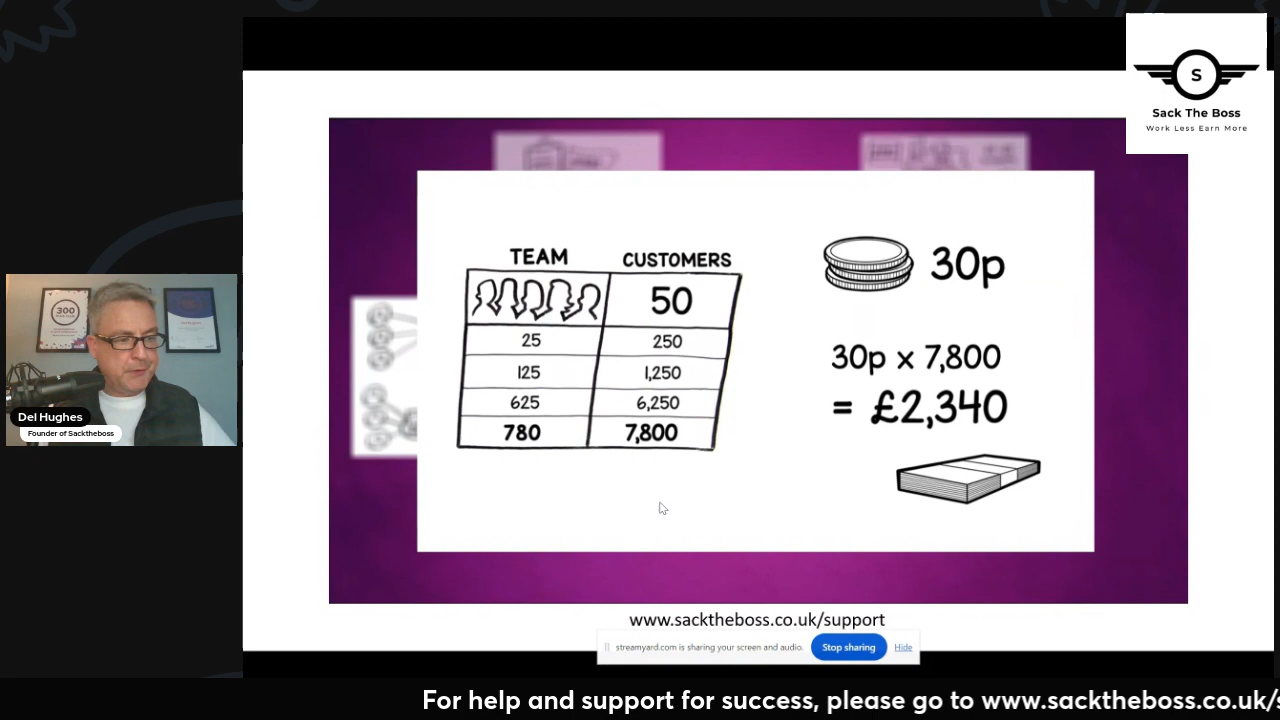 S
Sack The Boss
Work Less Earn More
TEAM CUSTOMERS
50
25 250
125 1,250
625 6,250
780 7,800
30p
30p x 7,800
= £2,340
300
Del Hughes
Founder of Sacktheboss
www.sacktheboss.co.uk/support
streamyard.com is sharing your screen and audio. Stop sharing Hide
For help and support for success, please go to www.sacktheboss.co.uk/s